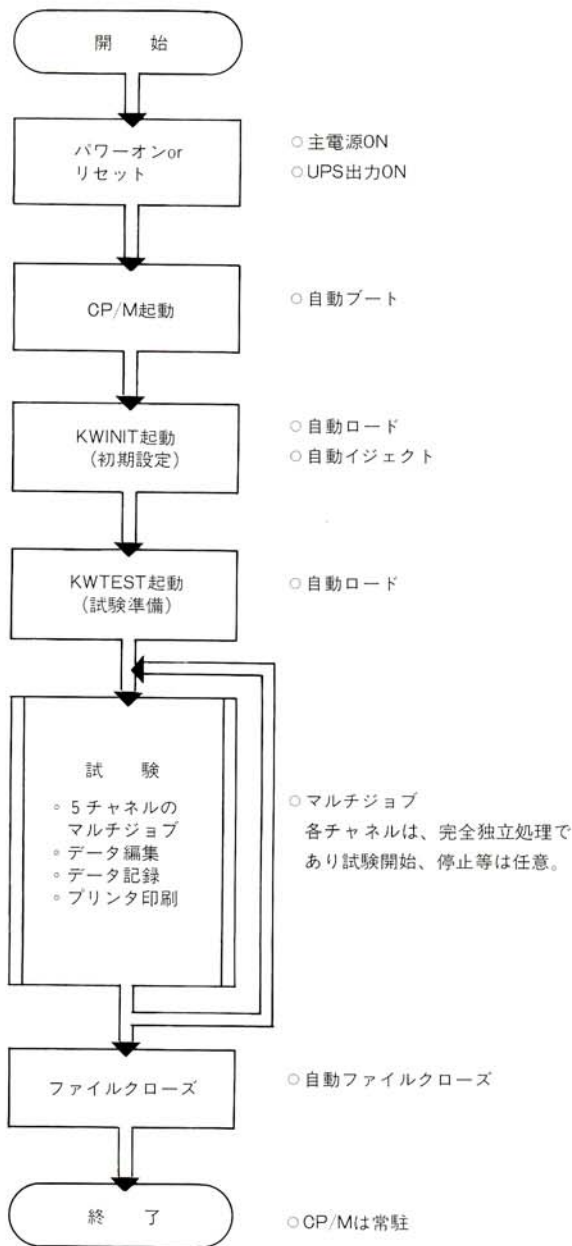 開 始
パワーオンor
リセット
○主電源ON
○UPS出力ON
CP/M起動
○自動ブート
KWINIT起動
(初期設定)
○自動ロード
○自動イジェクト
KWTEST起動
(試験準備)
○自動ロード
試 験
○5チャネルの
マルチジョブ
○データ編集
○データ記録
○プリンタ印刷
○マルチジョブ
各チャネルは、完全独立処理で
あり試験開始、停止等は任意。
ファイルクローズ
○自動ファイルクローズ
終 了
○CP/Mは常駐